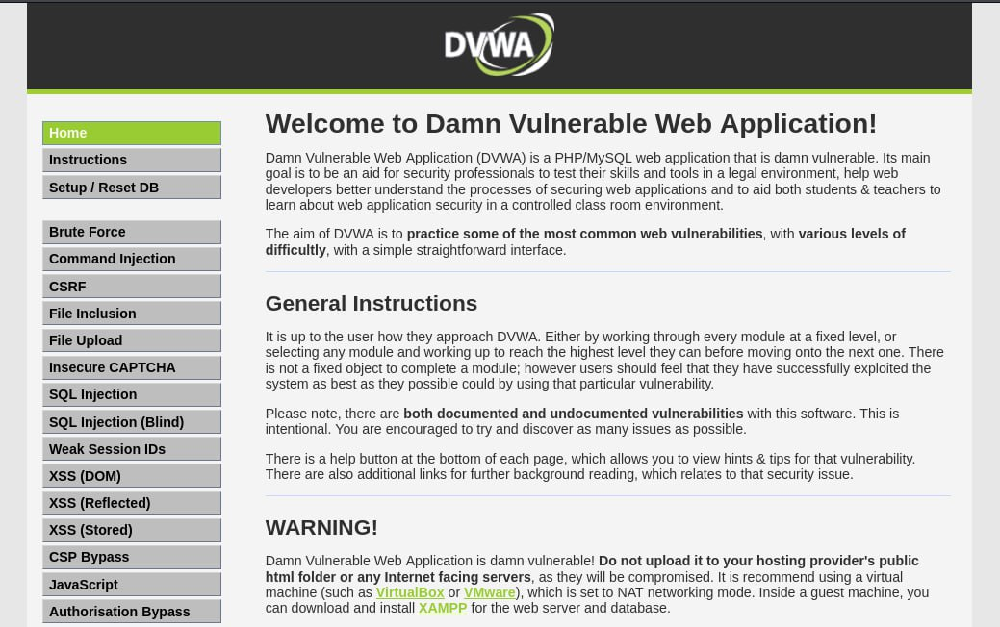 DVWA
Home
Instructions
Setup / Reset DB
Brute Force
Command Injection
CSRF
File Inclusion
File Upload
Insecure CAPTCHA
SQL Injection
SQL Injection (Blind)
Weak Session IDs
XSS (DOM)
XSS (Reflected)
XSS (Stored)
CSP Bypass
JavaScript
Authorisation Bypass
Welcome to Damn Vulnerable Web Application!
Damn Vulnerable Web Application (DVWA) is a PHP/MySQL web application that is damn vulnerable. Its main
goal is to be an aid for security professionals to test their skills and tools in a legal environment, help web
developers better understand the processes of securing web applications and to aid both students & teachers to
learn about web application security in a controlled class room environment.
The aim of DVWA is to practice some of the most common web vulnerabilities, with various levels of
difficultly, with a simple straightforward interface.
General Instructions
It is up to the user how they approach DVWA. Either by working through every module at a fixed level, or
selecting any module and working up to reach the highest level they can before moving onto the next one. There
is not a fixed object to complete a module; however users should feel that they have successfully exploited the
system as best as they possible could by using that particular vulnerability.
Please note, there are both documented and undocumented vulnerabilities with this software. This is
intentional. You are encouraged to try and discover as many issues as possible.
There is a help button at the bottom of each page, which allows you to view hints & tips for that vulnerability.
There are also additional links for further background reading, which relates to that security issue.
WARNING!
Damn Vulnerable Web Application is damn vulnerable! Do not upload it to your hosting provider's public
html folder or any Internet facing servers, as they will be compromised. It is recommend using a virtual
machine (such as VirtualBox or VMware), which is set to NAT networking mode. Inside a guest machine, you
can download and install XAMPP for the web server and database.